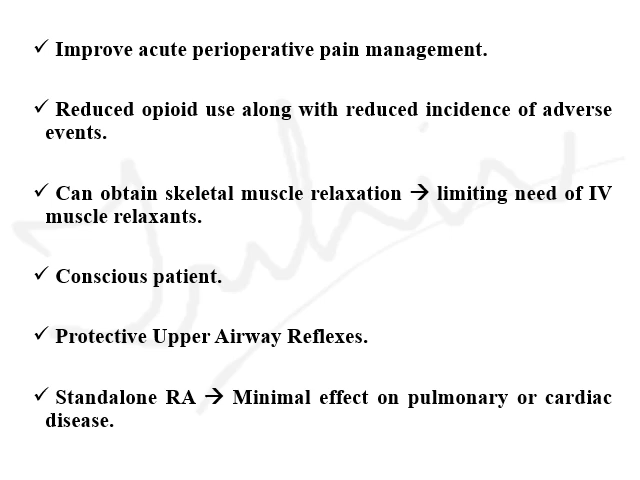 ✓ Improve acute perioperative pain management.
✓ Reduced opioid use along with reduced incidence of adverse
events.
✓ Can obtain skeletal muscle relaxation → limiting need of IV
muscle relaxants.
✓ Conscious patient.
✓ Protective Upper Airway Reflexes.
✓ Standalone RA → Minimal effect on pulmonary or cardiac
disease.